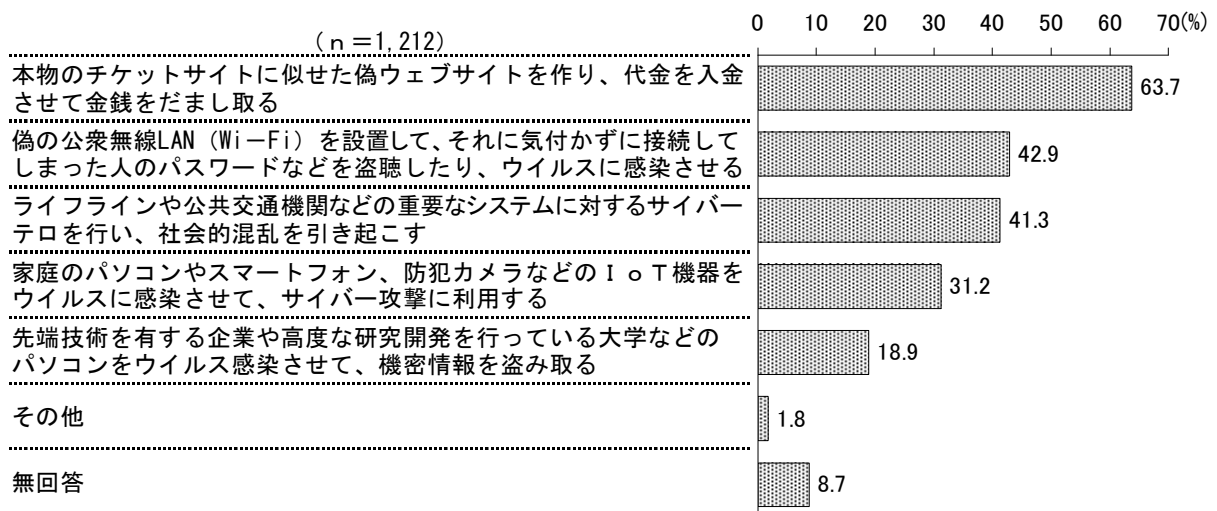 0 10 20 30 40 50 60 70(%)
(n=1,212)
本物のチケットサイトに似せた偽ウェブサイトを作り、代金を入金
させて金銭をだまし取る
63.7
偽の公衆無線LAN(Wi-Fi)を設置して、それに気付かずに接続して
しまった人のパスワードなどを盗聴したり、ウイルスに感染させる
42.9
ライフラインや公共交通機関などの重要なシステムに対するサイバー
テロを行い、社会的混乱を引き起こす
41.3
家庭のパソコンやスマートフォン、防犯カメラなどのIoT機器を
ウイルスに感染させて、サイバー攻撃に利用する
31.2
先端技術を有する企業や高度な研究開発を行っている大学などの
パソコンをウイルス感染させて、機密情報を盗み取る
18.9
その他
1.8
無回答
8.7